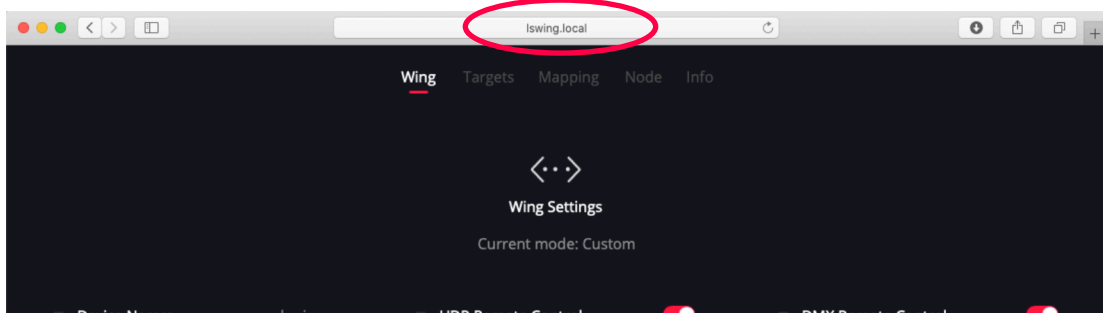 lswing.local
Wing Targets Mapping Node Info
Wing Settings
Current mode: Custom